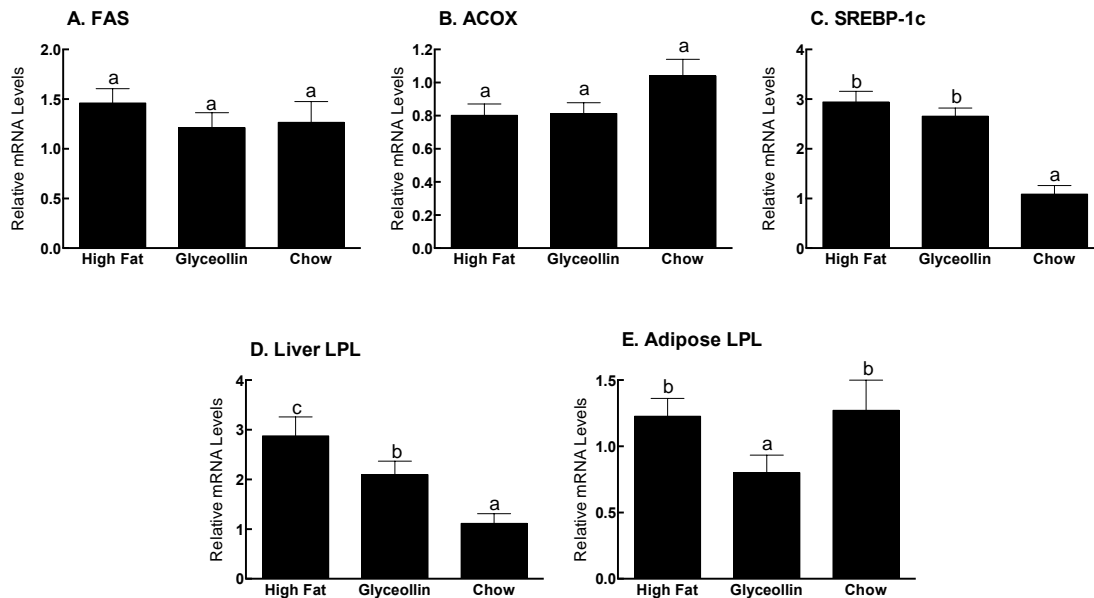 A. FAS
Relative mRNA Levels
2.0
1.5
1.0
0.5
0.0
a
a
a
High Fat Glyceollin Chow
B. ACOX
Relative mRNA Levels
1.2
1.0
0.8
0.6
0.4
0.2
0.0
a
a
a
High Fat Glyceollin Chow
C. SREBP-1c
Relative mRNA Levels
4
3
2
1
0
b
b
a
High Fat Glyceollin Chow
D. Liver LPL
Relative mRNA Levels
4
3
2
1
0
c
b
a
High Fat Glyceollin Chow
E. Adipose LPL
Relative mRNA Levels
1.5
1.0
0.5
0.0
b
a
b
High Fat Glyceollin Chow